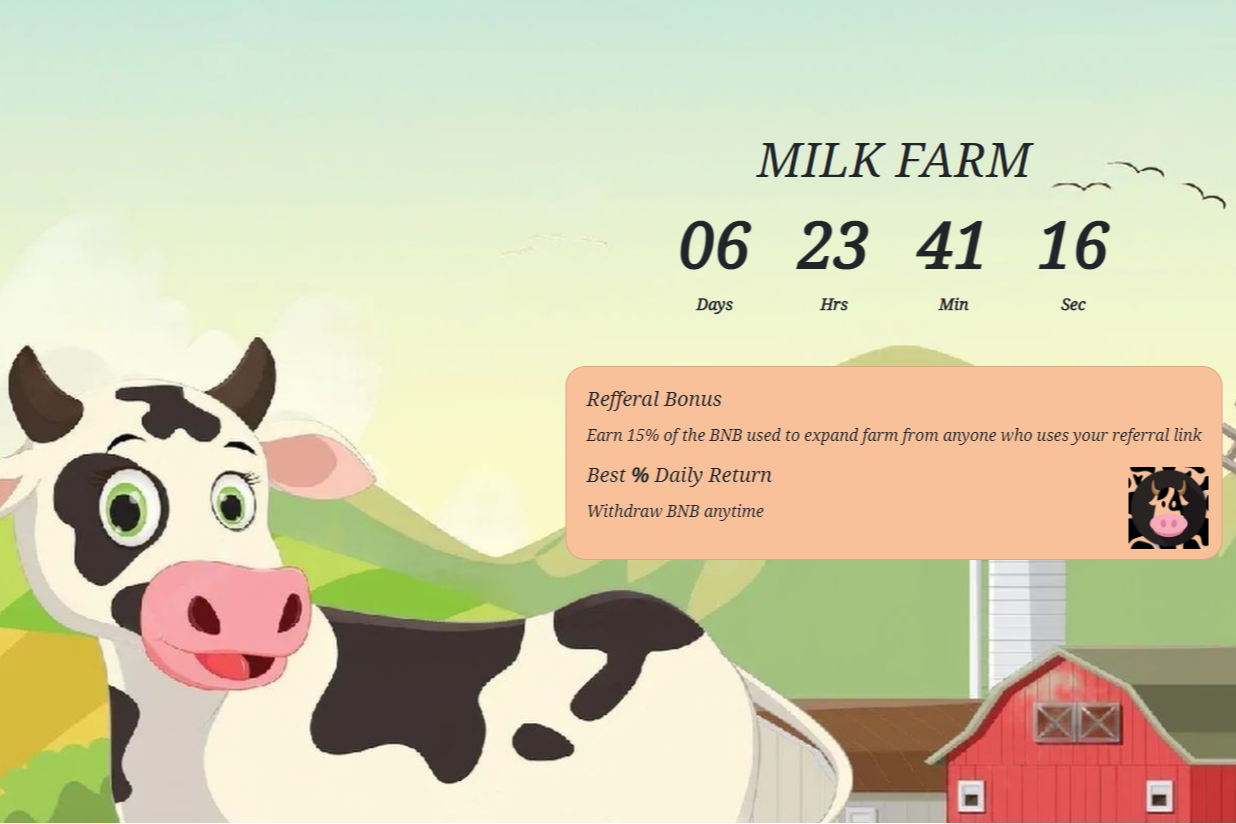 MILK FARM
06 23 41 16
Days Hrs Min Sec
Refferal Bonus
Earn 15% of the BNB used to expand farm from anyone who uses your referral link
Best % Daily Return
Withdraw BNB anytime